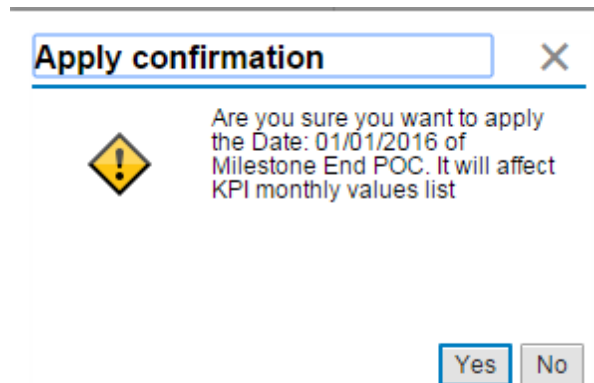 Apply confirmation
Are you sure you want to apply
the Date: 01/01/2016 of
Milestone End POC. It will affect
KPI monthly values list
Yes No